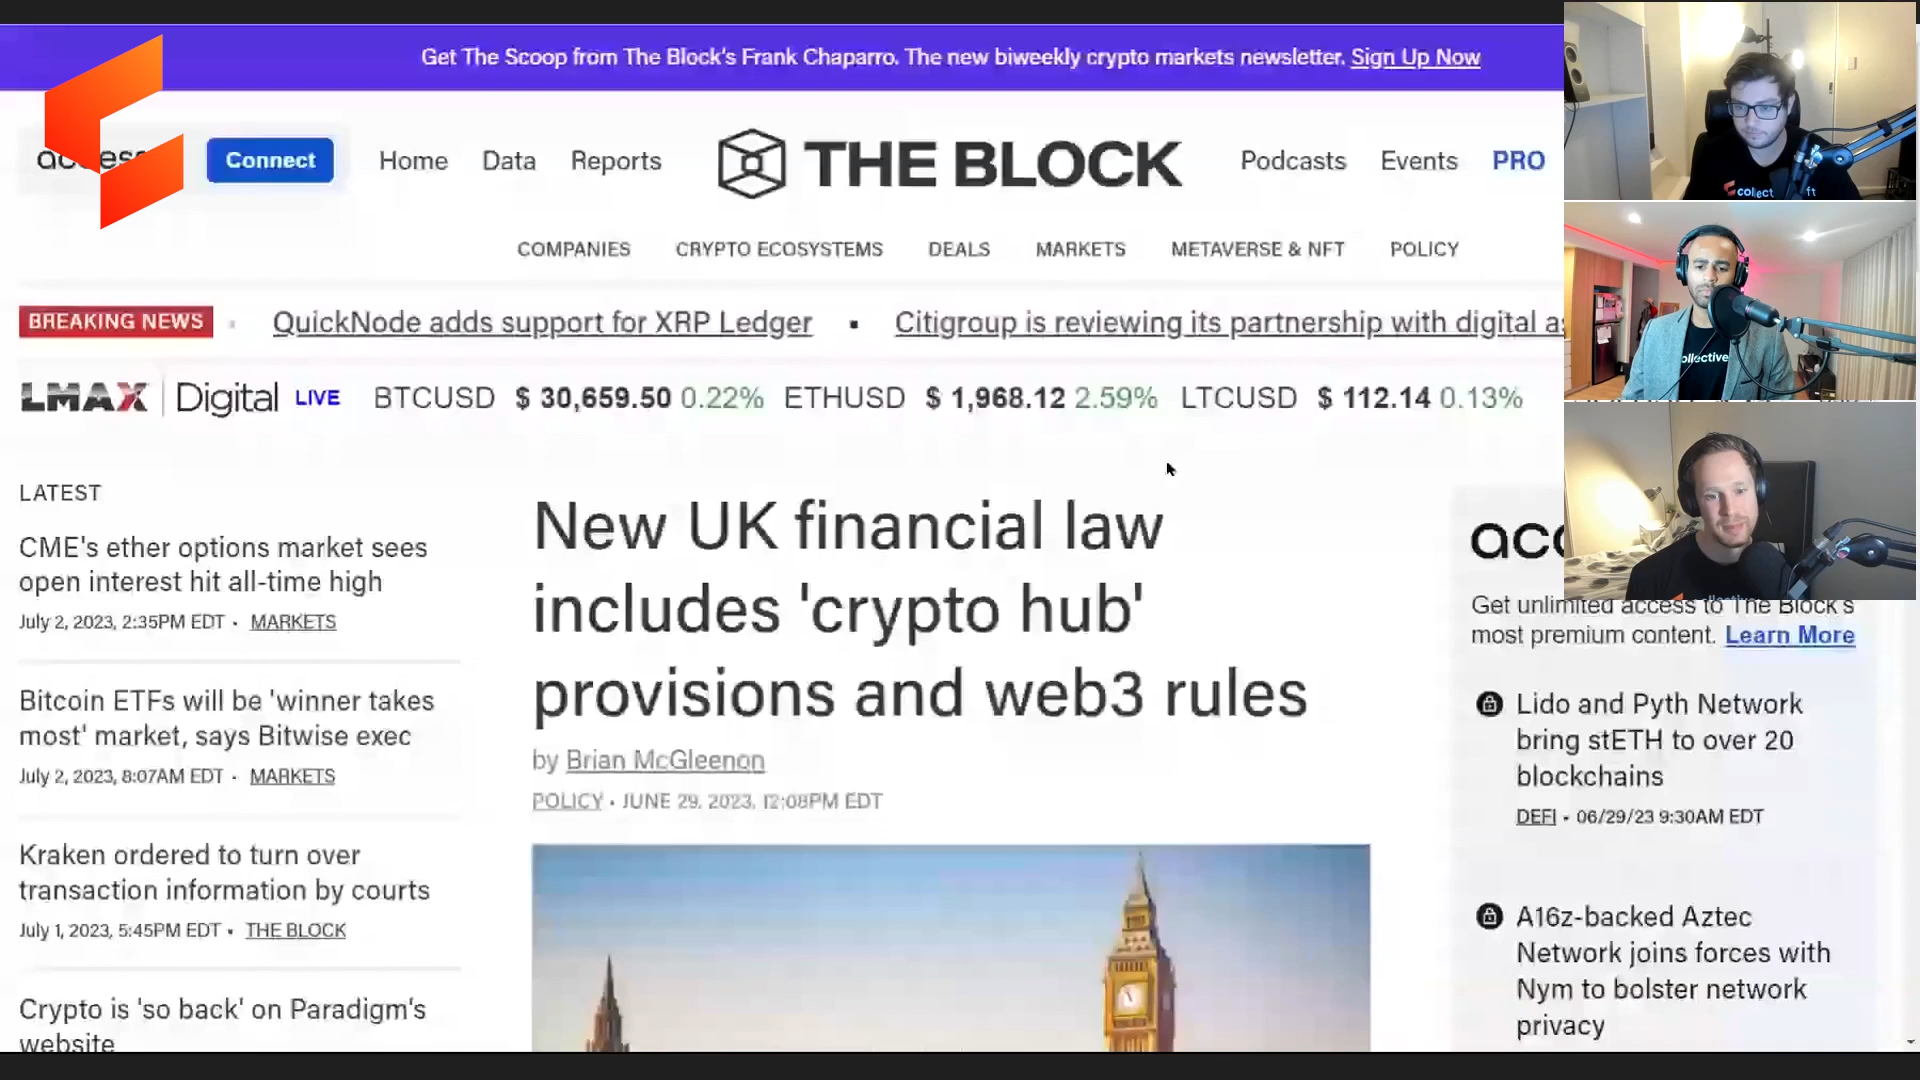 Get The Scoop from The Block's Frank Chaparro. The new biweekly crypto markets newsletter. Sign Up Now
Connect
Home
Data
Reports
THE BLOCK
Podcasts
Events
PRO
COMPANIES
CRYPTO ECOSYSTEMS
DEALS
MARKETS
METAVERSE & NFT
POLICY
BREAKING NEWS
QuickNode adds support for XRP Ledger
Citigroup is reviewing its partnership with digital
LMAX Digital LIVE
BTCUSD $ 30,659.50 0.22%
ETHUSD $ 1,968.12 2.59%
LTCUSD $ 112.14 0.13%
LATEST
CME's ether options market sees
open interest hit all-time high
July 2, 2023, 2:35PM EDT • MARKETS
Bitcoin ETFs will be 'winner takes
most' market, says Bitwise exec
July 2, 2023, 8:07AM EDT • MARKETS
Kraken ordered to turn over
transaction information by courts
July 1, 2023, 5:45PM EDT • THE BLOCK
Crypto is 'so back' on Paradigm's
website
New UK financial law
includes 'crypto hub'
provisions and web3 rules
by Brian McGleenon
POLICY • JUNE 29, 2023, 12:08PM EDT
Get unlimited access to The Block's
most premium content. Learn More
Lido and Pyth Network
bring stETH to over 20
blockchains
DEFI • 06/29/23 9:30AM EDT
A16z-backed Aztec
Network joins forces with
Nym to bolster network
privacy